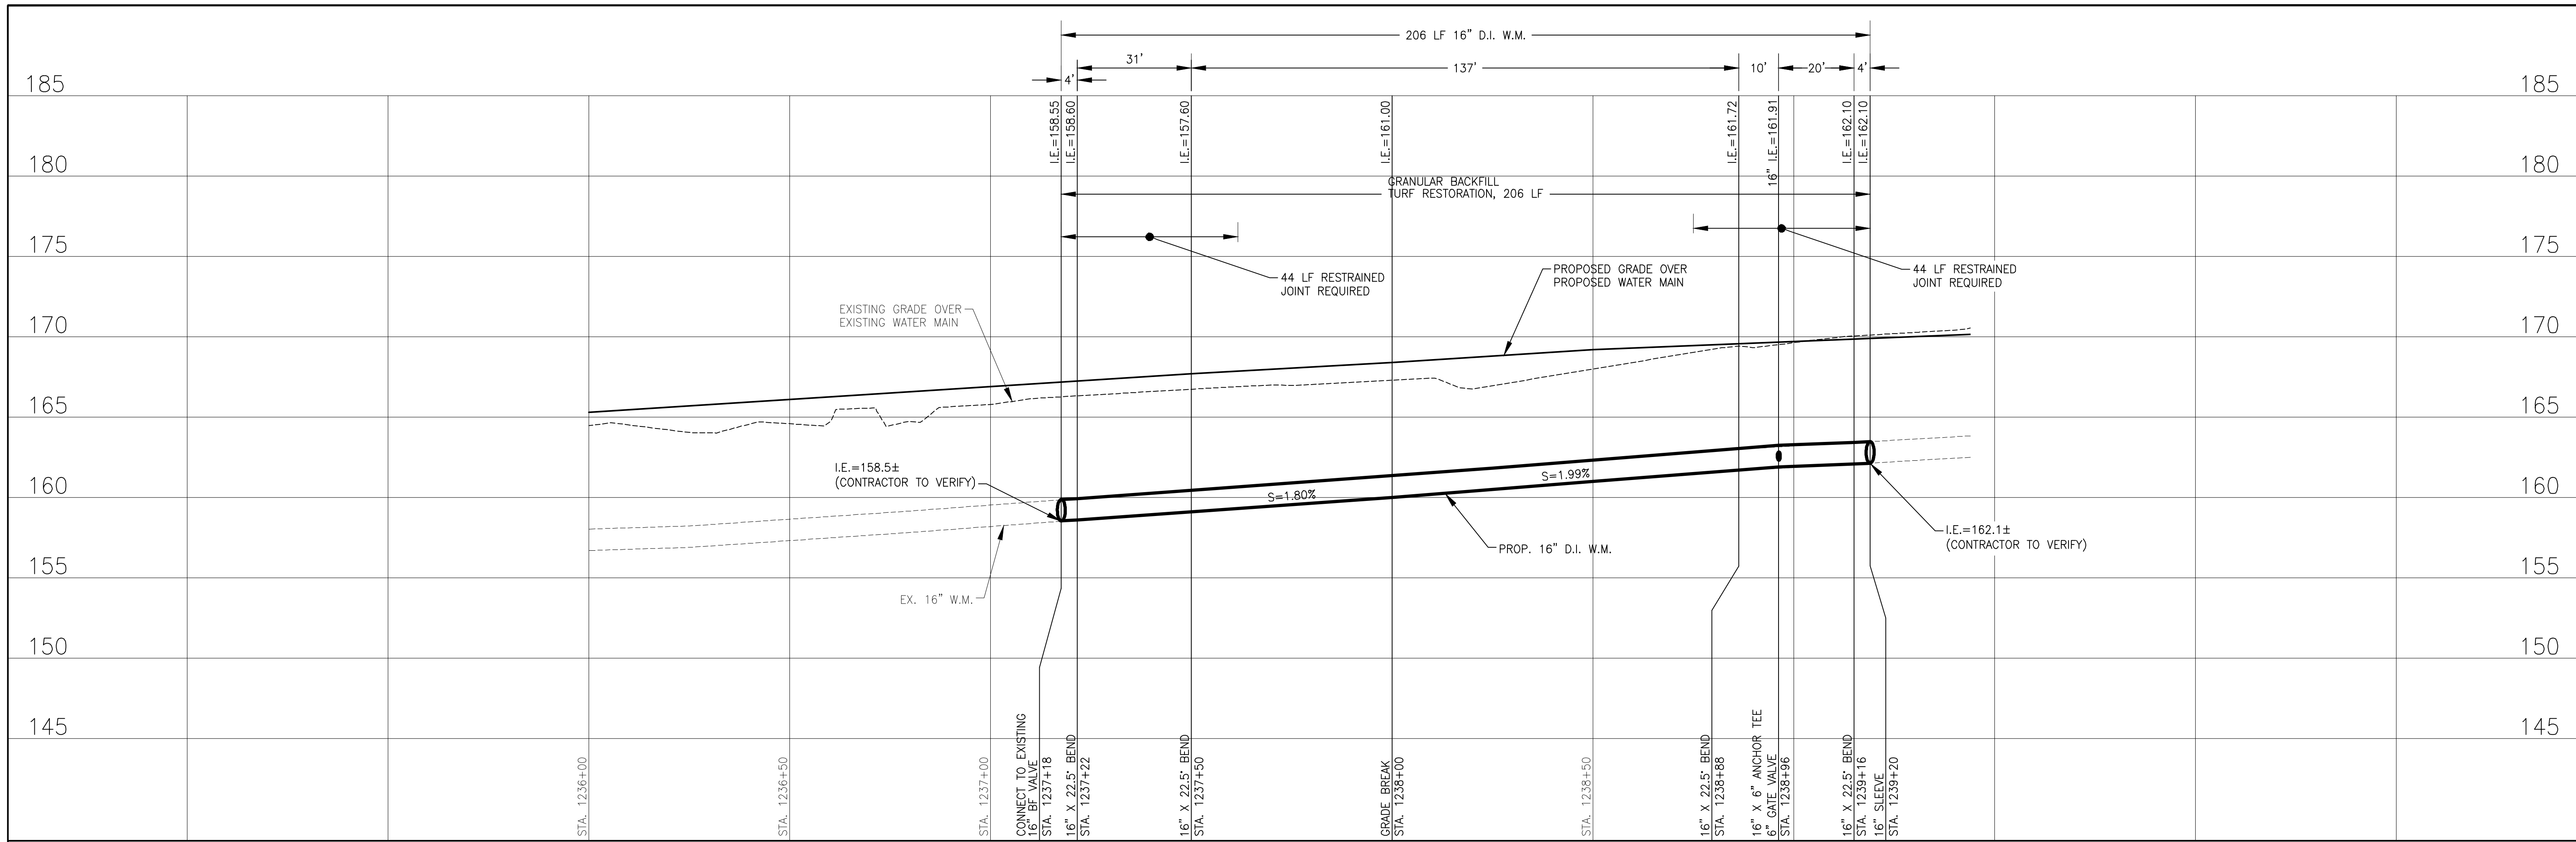 206 LF 16" D.I. W.M.
31'
4'
137'
10'
20'
4'
185
185
I.E.=158.55
I.E.=158.60
I.E.=157.60
I.E.=161.00
I.E.=161.72
16" I.E.=161.91
I.E.=162.10
I.E.=162.10
180
180
GRANULAR BACKFILL
TURF RESTORATION, 206 LF
175
175
44 LF RESTRAINED
JOINT REQUIRED
PROPOSED GRADE OVER
PROPOSED WATER MAIN
44 LF RESTRAINED
JOINT REQUIRED
EXISTING GRADE OVER
EXISTING WATER MAIN
170
170
165
165
I.E.=158.5±
(CONTRACTOR TO VERIFY)
S=1.80%
S=1.99%
160
160
I.E.=162.1±
(CONTRACTOR TO VERIFY)
PROP. 16" D.I. W.M.
155
155
EX. 16" W.M.
150
150
145
145
STA. 1236+00
STA. 1236+50
STA. 1237+00
CONNECT TO EXISTING
16" BF VALVE
STA. 1237+18
16" X 22.5° BEND
STA. 1237+22
16" X 22.5° BEND
STA. 1237+50
GRADE BREAK
STA. 1238+00
STA. 1238+50
16" X 22.5° BEND
STA. 1238+88
16" X 6" ANCHOR TEE
6" GATE VALVE
STA. 1238+96
16" X 22.5° BEND
STA. 1239+16
16" SLEEVE
STA. 1239+20